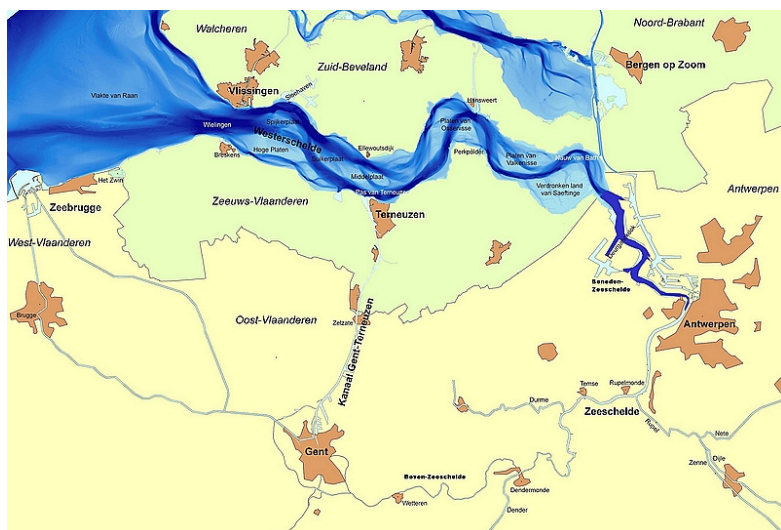 Walcheren
Noord-Brabant
Zuid-Beveland
Bergen op Zoom
Vlissingen
Sloehaven
Vlakte van Raan
Hansweert
Wielingen
Spijkerplaat
Platen van
Ossenisse
Westerschelde
Ellewoutsdijk
Hoge Platen
Suikerplaat
Breskens
Perkpolder
Platen van
Valkenisse
Nauw van Bath
Middelplaat
Het Zwin
Pas van Terneuzen
Verdronken land
van Saeftinge
Antwerpen
Zeeuws-Vlaanderen
Zeebrugge
Terneuzen
West-Vlaanderen
Deurganckdok
Beneden-
Zeeschelde
Brugge
Oost-Vlaanderen
Zelzate
Antwerpen
Kanaal Gent-Terneuzen
Temse
Rupelmonde
Durme
Zeeschelde
Rupel
Nete
Gent
Dijle
Zenne
Boven-Zeeschelde
Dendermonde
Wetteren
Dender